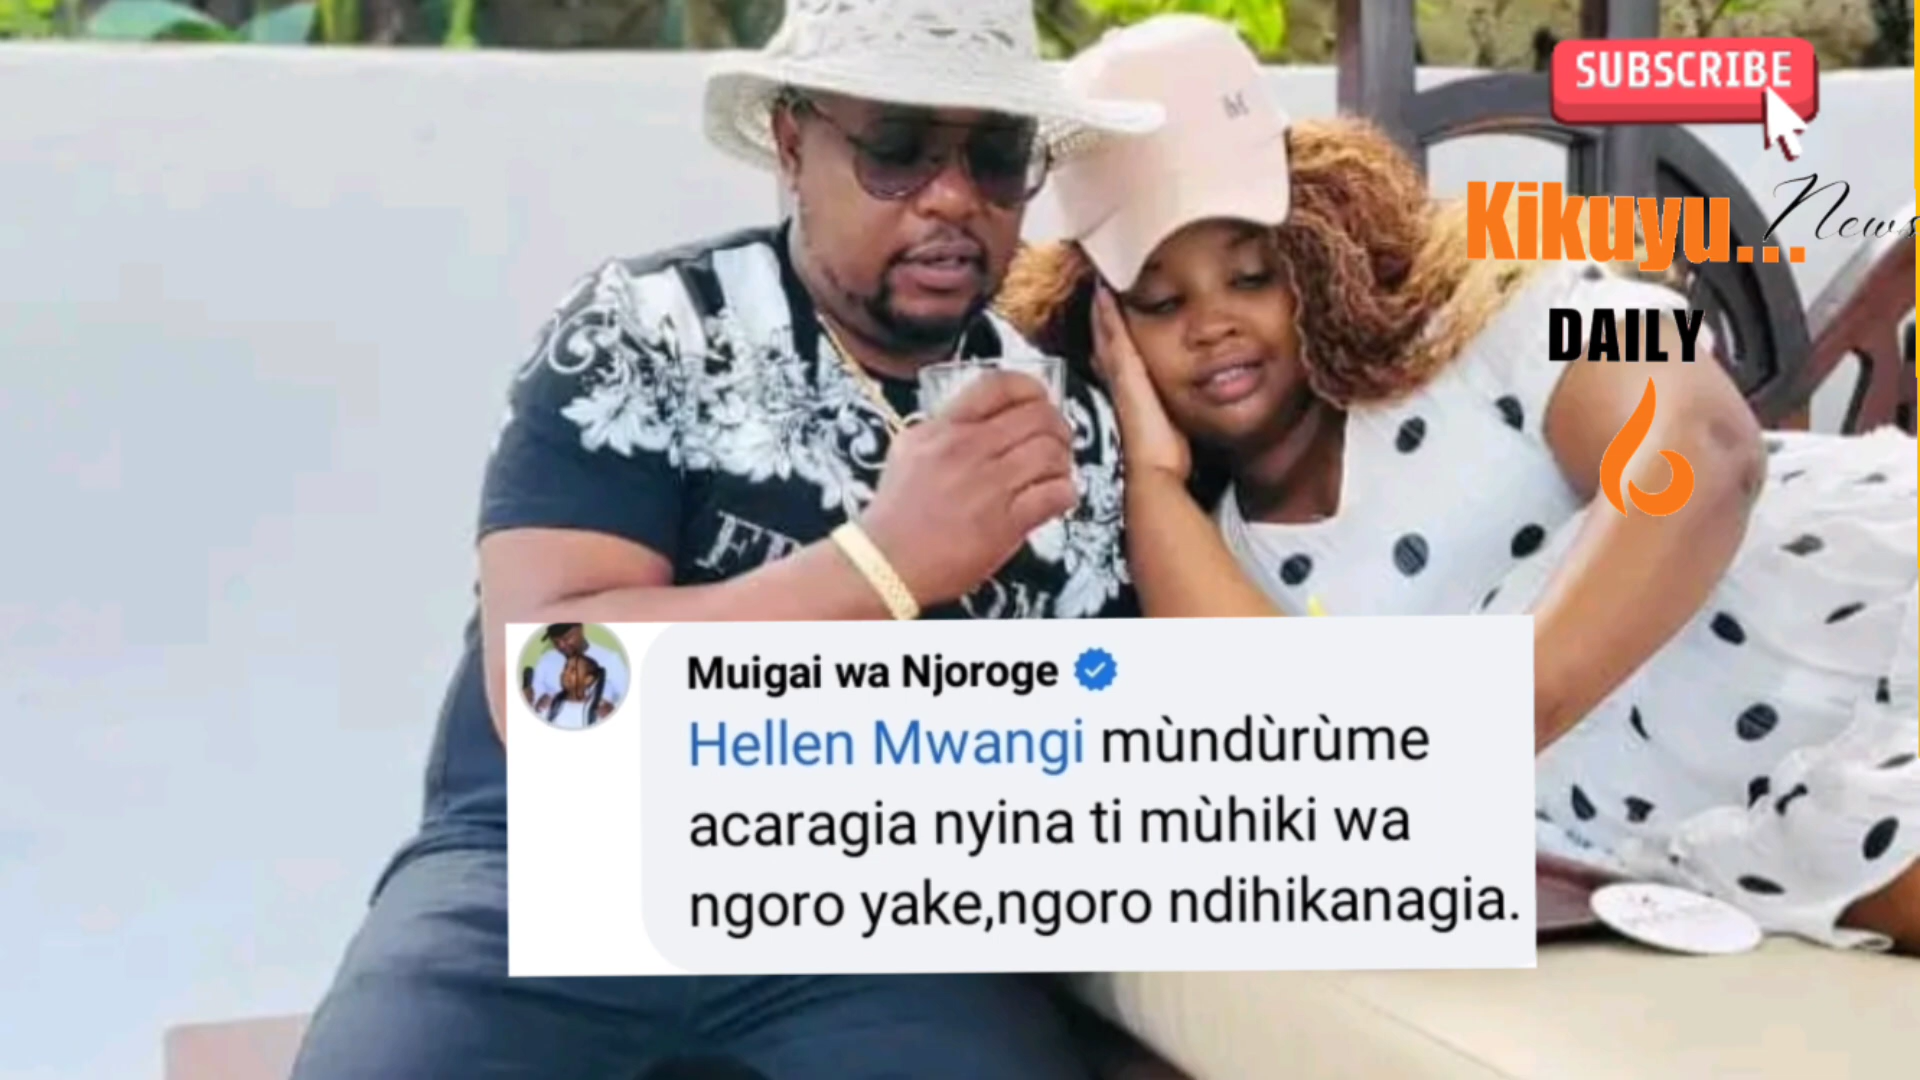 SUBSCRIBE
Kikuyu... News
DAILY
Muigai wa Njoroge
Hellen Mwangi mùndùrùme
acaragia nyina ti mùhiki wa
ngoro yake,ngoro ndihikanagia.